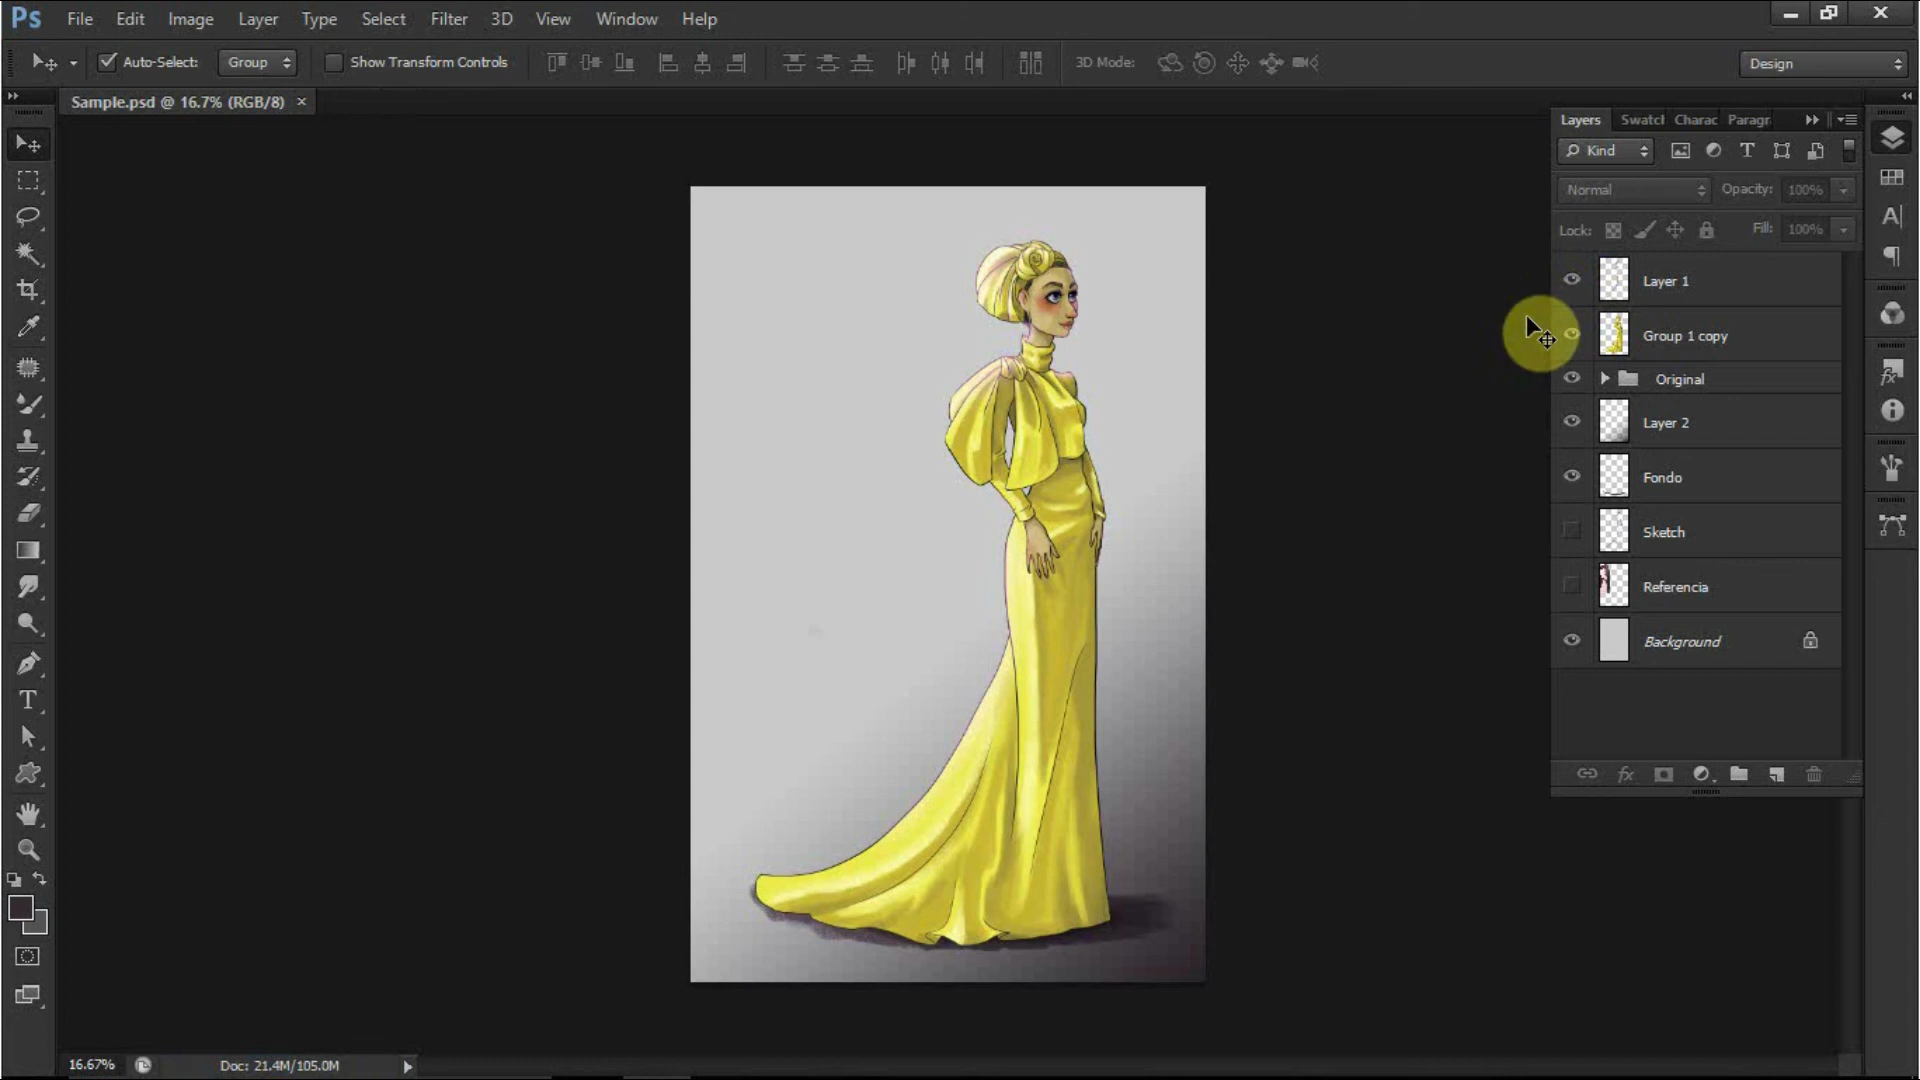 Ps File Edit Image Layer Type Select Filter 3D View Window Help
Auto-Select: Group Show Transform Controls 3D Mode: Design
Sample.psd @ 16.7% (RGB/8) ×
Layers Swatch Charac Paragr
Kind
Normal Opacity: 100%
Lock: Fill: 100%
Layer 1
Group 1 copy
Original
Layer 2
Fondo
Sketch
Referencia
Background
16.67% Doc: 21.4M/105.0M